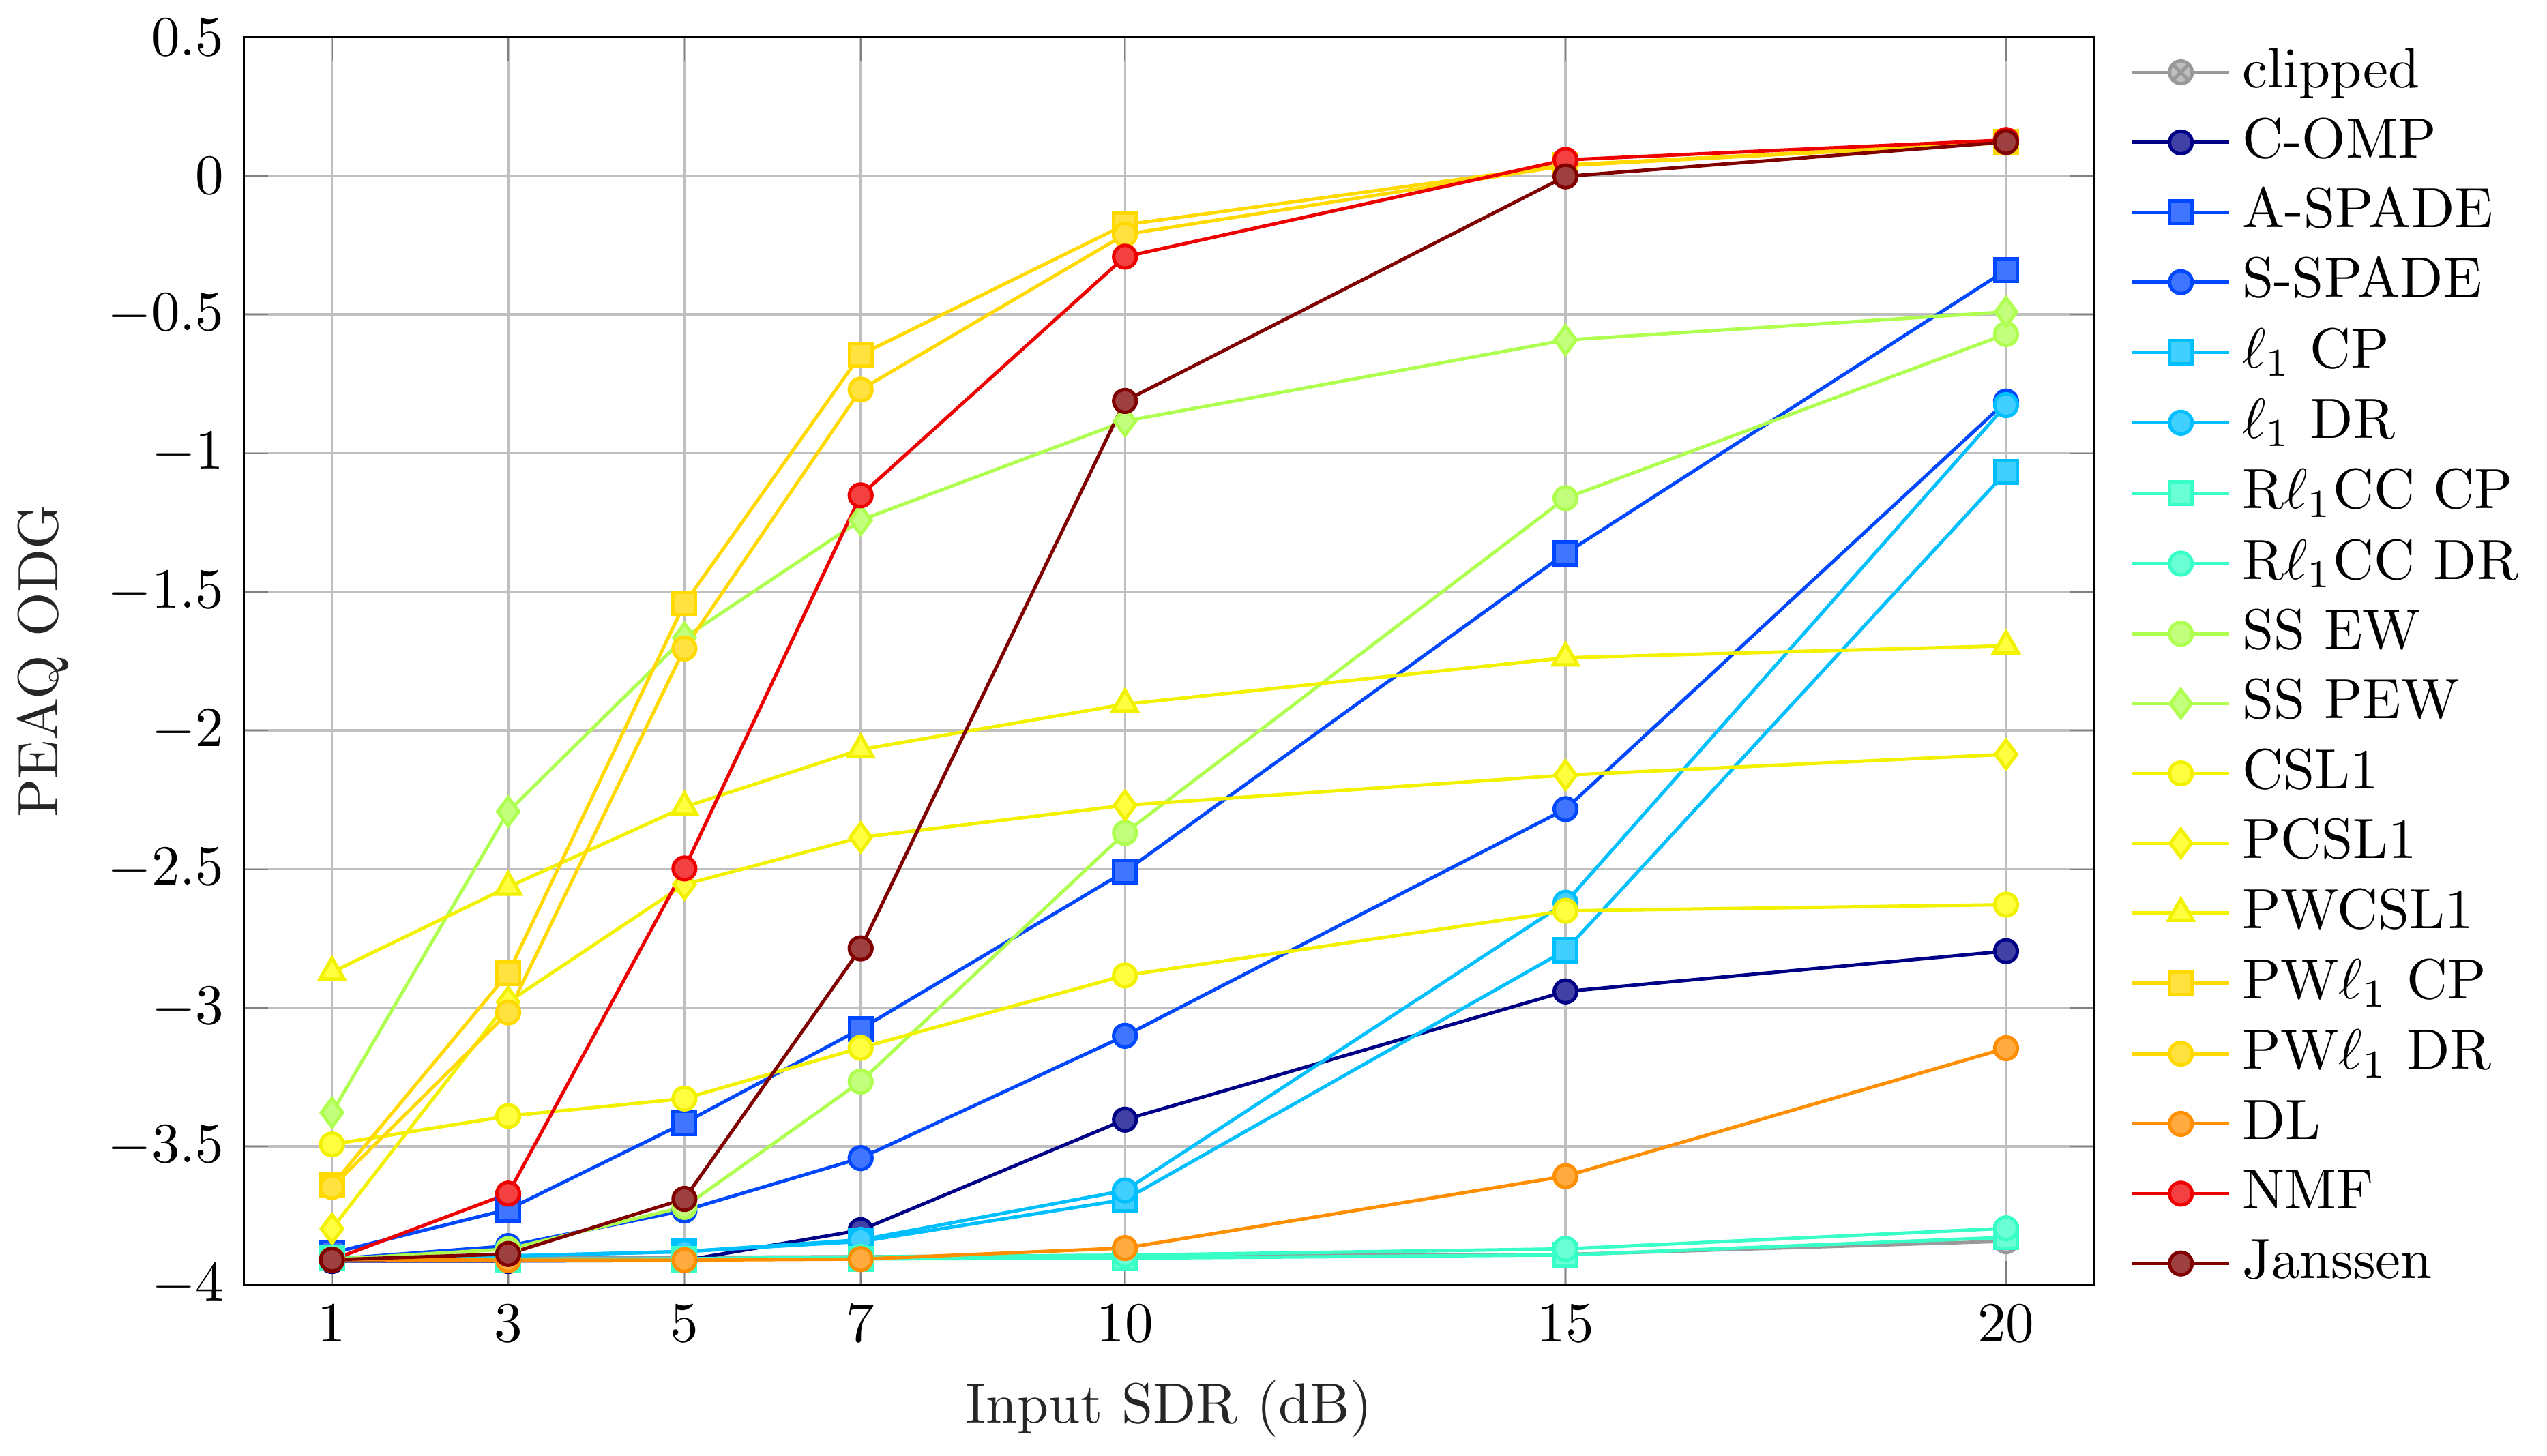 0.5
0
−0.5
−1
−1.5
−2
−2.5
−3
−3.5
−4
PEAQ ODG
1 3 5 7 10 15 20
Input SDR (dB)
clipped
C-OMP
A-SPADE
S-SPADE
ℓ₁ CP
ℓ₁ DR
Rℓ₁CC CP
Rℓ₁CC DR
SS EW
SS PEW
CSL1
PCSL1
PWCSL1
PWℓ₁ CP
PWℓ₁ DR
DL
NMF
Janssen